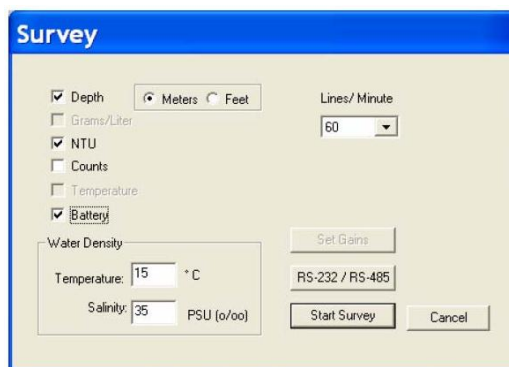 Survey
Depth
Meters Feet
Grams/Liter
NTU
Counts
Temperature
Battery
Lines/ Minute
60
Water Density
Temperature: 15 ° C
Salinity: 35 PSU (o/oo)
Set Gains
RS-232 / RS-485
Start Survey
Cancel